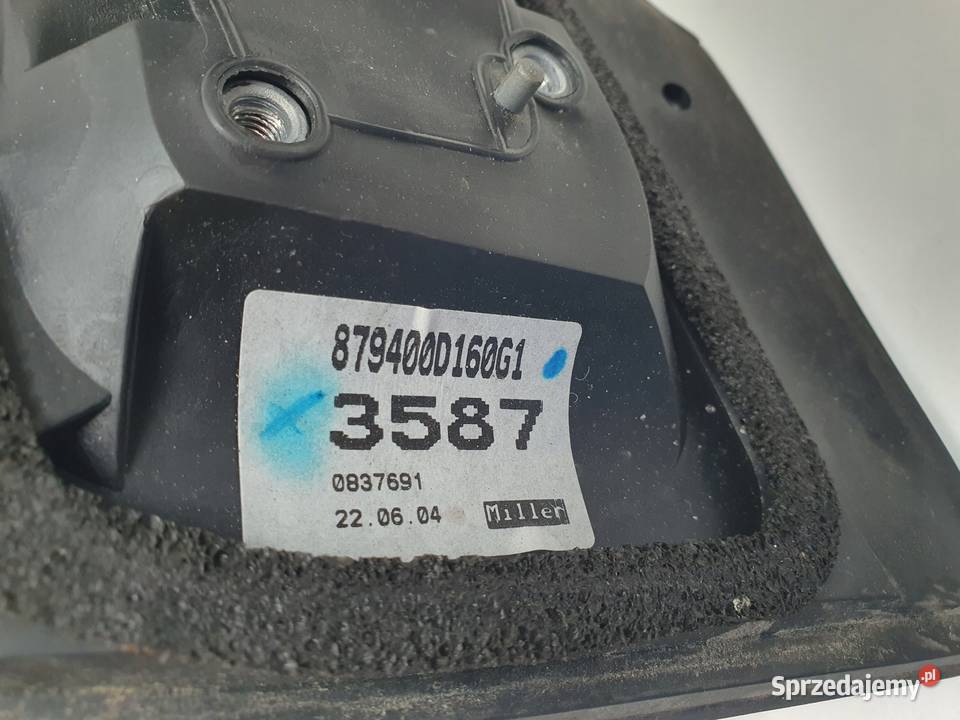 879400D160G1
3587
0837691
22.06.04 Miller
Sprzedajemy.pl